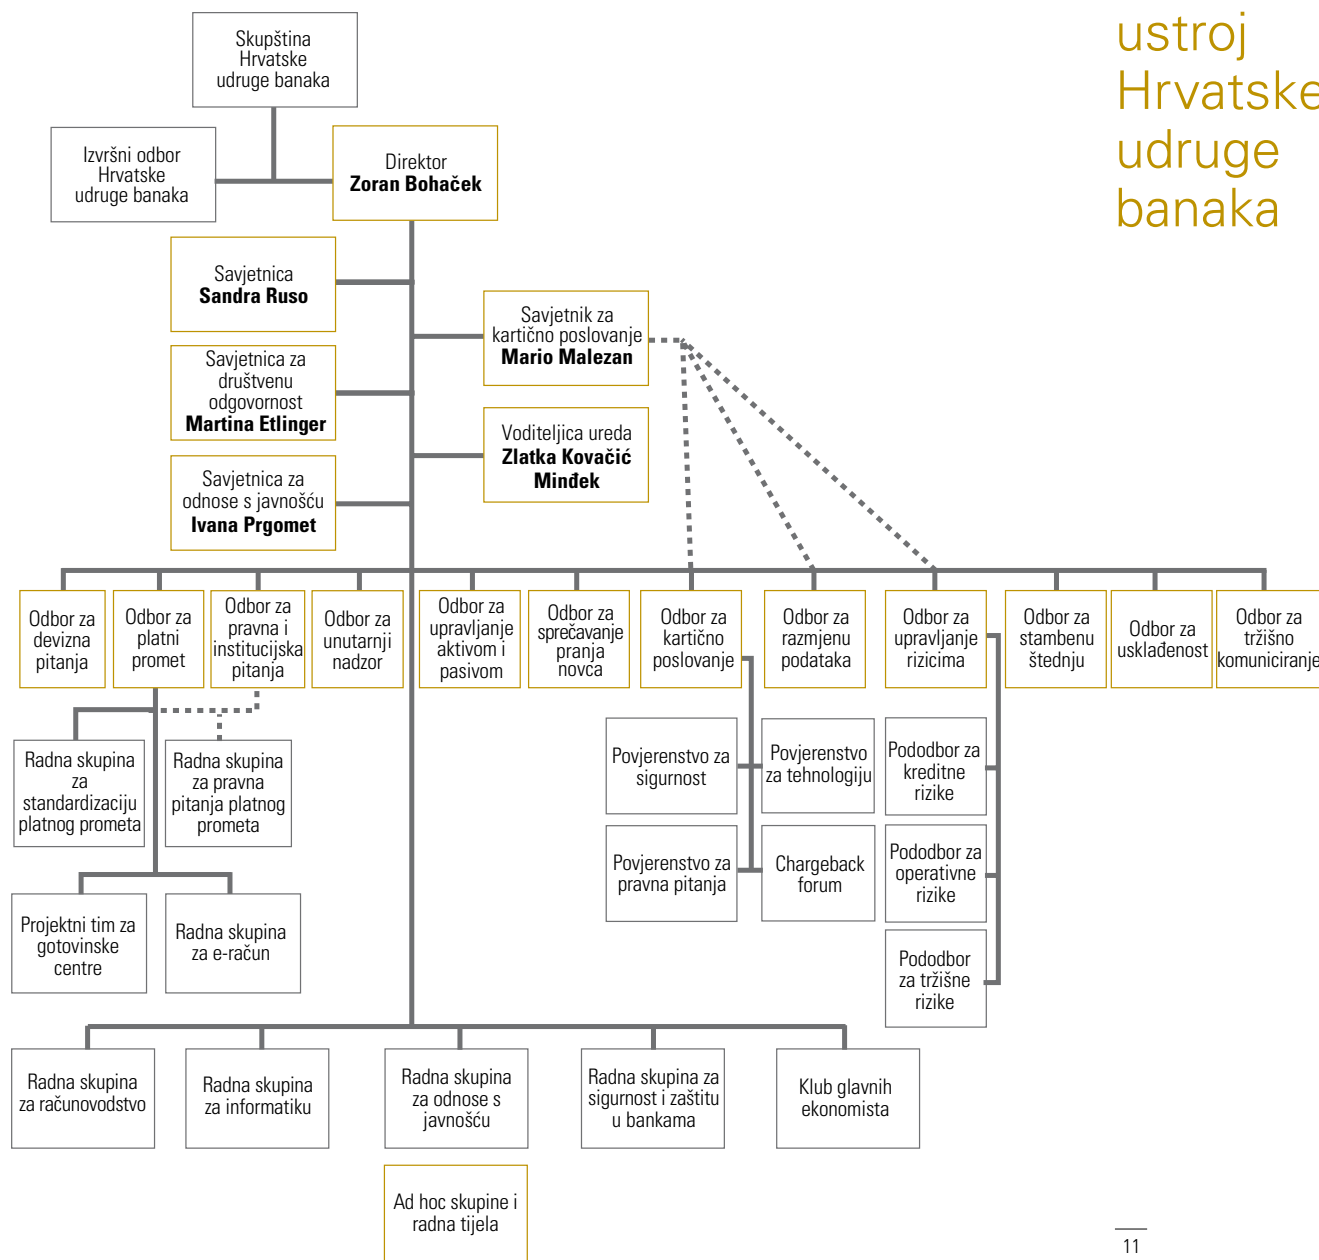 ustroj
Hrvatske
udruge
banaka
Skupština
Hrvatske
udruge banaka
Izvršni odbor
Hrvatske
udruge banaka
Direktor
Zoran Bohaček
Savjetnica
Sandra Ruso
Savjetnik za
kartično poslovanje
Mario Malezan
Savjetnica za
društvenu
odgovornost
Martina Etlinger
Voditeljica ureda
Zlatka Kovačić
Minđek
Savjetnica za
odnose s javnošću
Ivana Prgomet
Odbor za
devizna
pitanja
Odbor za
platni
promet
Odbor za
pravna i
institucijska
pitanja
Odbor za
unutarnji
nadzor
Odbor za
upravljanje
aktivom i
pasivom
Odbor za
sprečavanje
pranja
novca
Odbor za
kartično
poslovanje
Odbor za
razmjenu
podataka
Odbor za
upravljanje
rizicima
Odbor za
stambenu
štednju
Odbor za
usklađenost
Odbor za
tržišno
komuniciranje
Radna skupina
za
standardizaciju
platnog prometa
Radna skupina
za pravna
pitanja platnog
prometa
Povjerenstvo za
sigurnost
Povjerenstvo
za tehnologiju
Pododbor za
kreditne
rizike
Povjerenstvo za
pravna pitanja
Chargeback
forum
Pododbor za
operativne
rizike
Projektni tim za
gotovinske
centre
Radna skupina
za e-račun
Pododbor
za tržišne
rizike
Radna skupina
za računovodstvo
Radna skupina
za informatiku
Radna skupina
za odnose s
javnošću
Radna skupina za
sigurnost i zaštitu
u bankama
Klub glavnih
ekonomista
Ad hoc skupine i
radna tijela
11